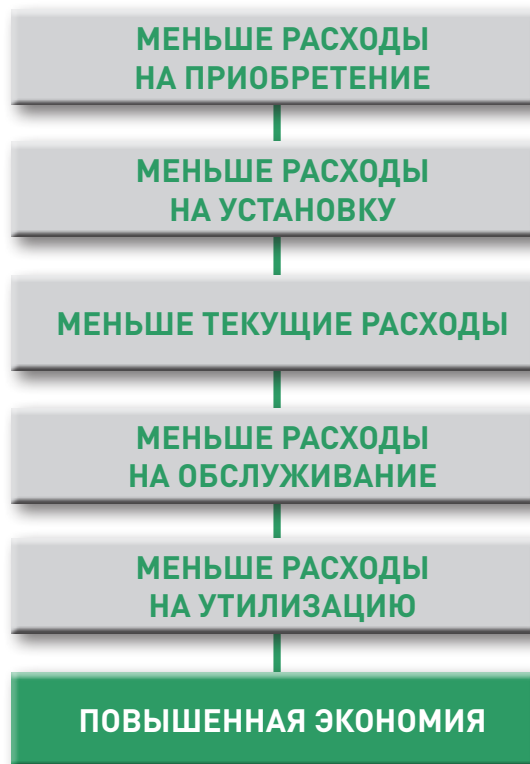 МЕНЬШЕ РАСХОДЫ
НА ПРИОБРЕТЕНИЕ
МЕНЬШЕ РАСХОДЫ
НА УСТАНОВКУ
МЕНЬШЕ ТЕКУЩИЕ РАСХОДЫ
МЕНЬШЕ РАСХОДЫ
НА ОБСЛУЖИВАНИЕ
МЕНЬШЕ РАСХОДЫ
НА УТИЛИЗАЦИЮ
ПОВЫШЕННАЯ ЭКОНОМИЯ